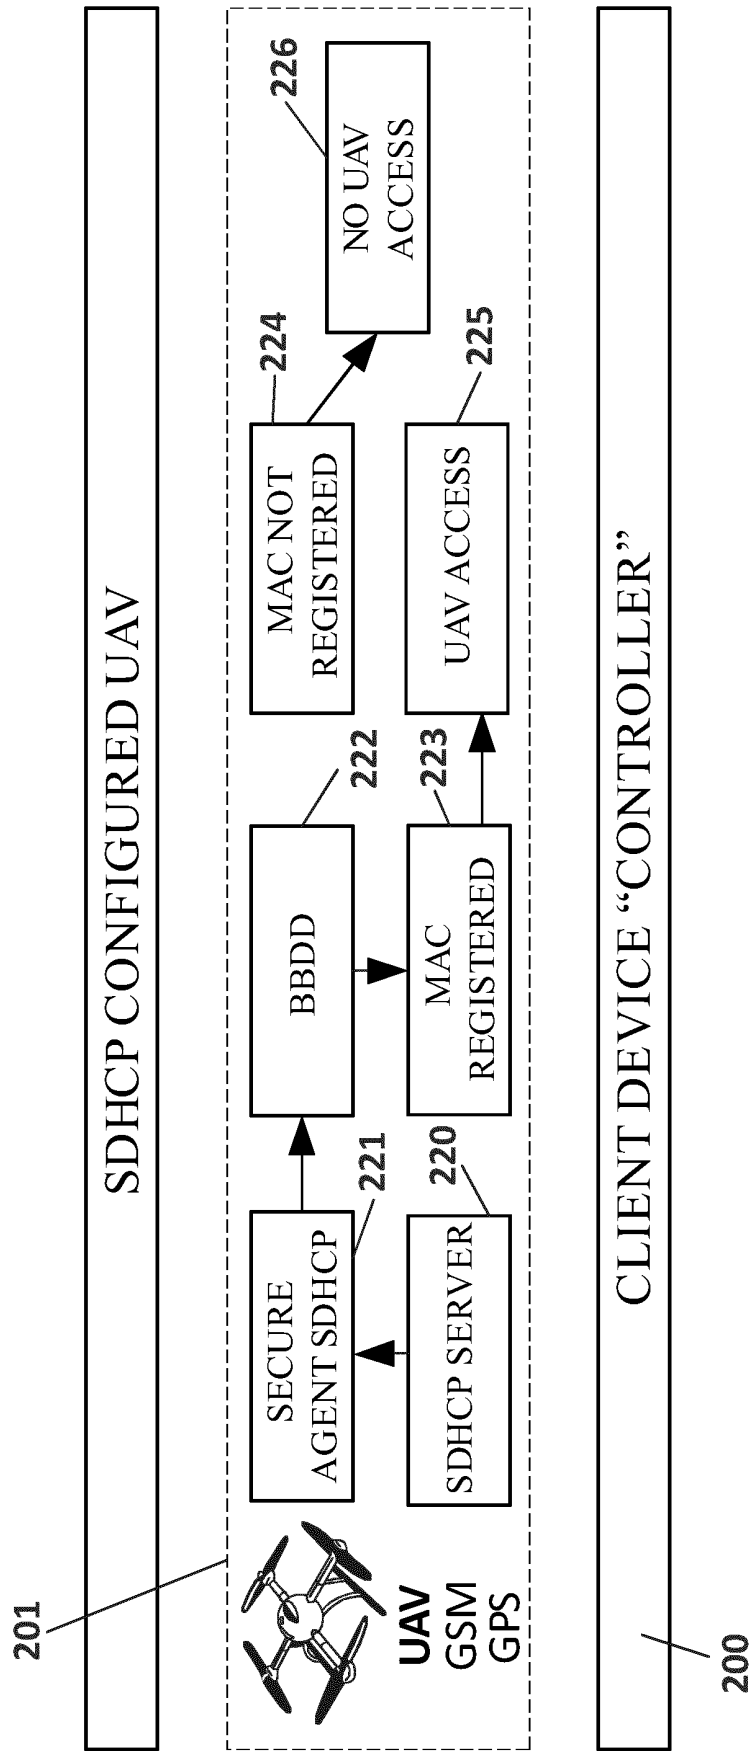 SDHCP CONFIGURED UAV
201
UAV
GSM
GPS
SECURE
AGENT SDHCP
221
SDHCP SERVER
220
BBDD
222
MAC
REGISTERED
223
MAC NOT
REGISTERED
224
UAV ACCESS
225
NO UAV
ACCESS
226
CLIENT DEVICE “CONTROLLER”
200